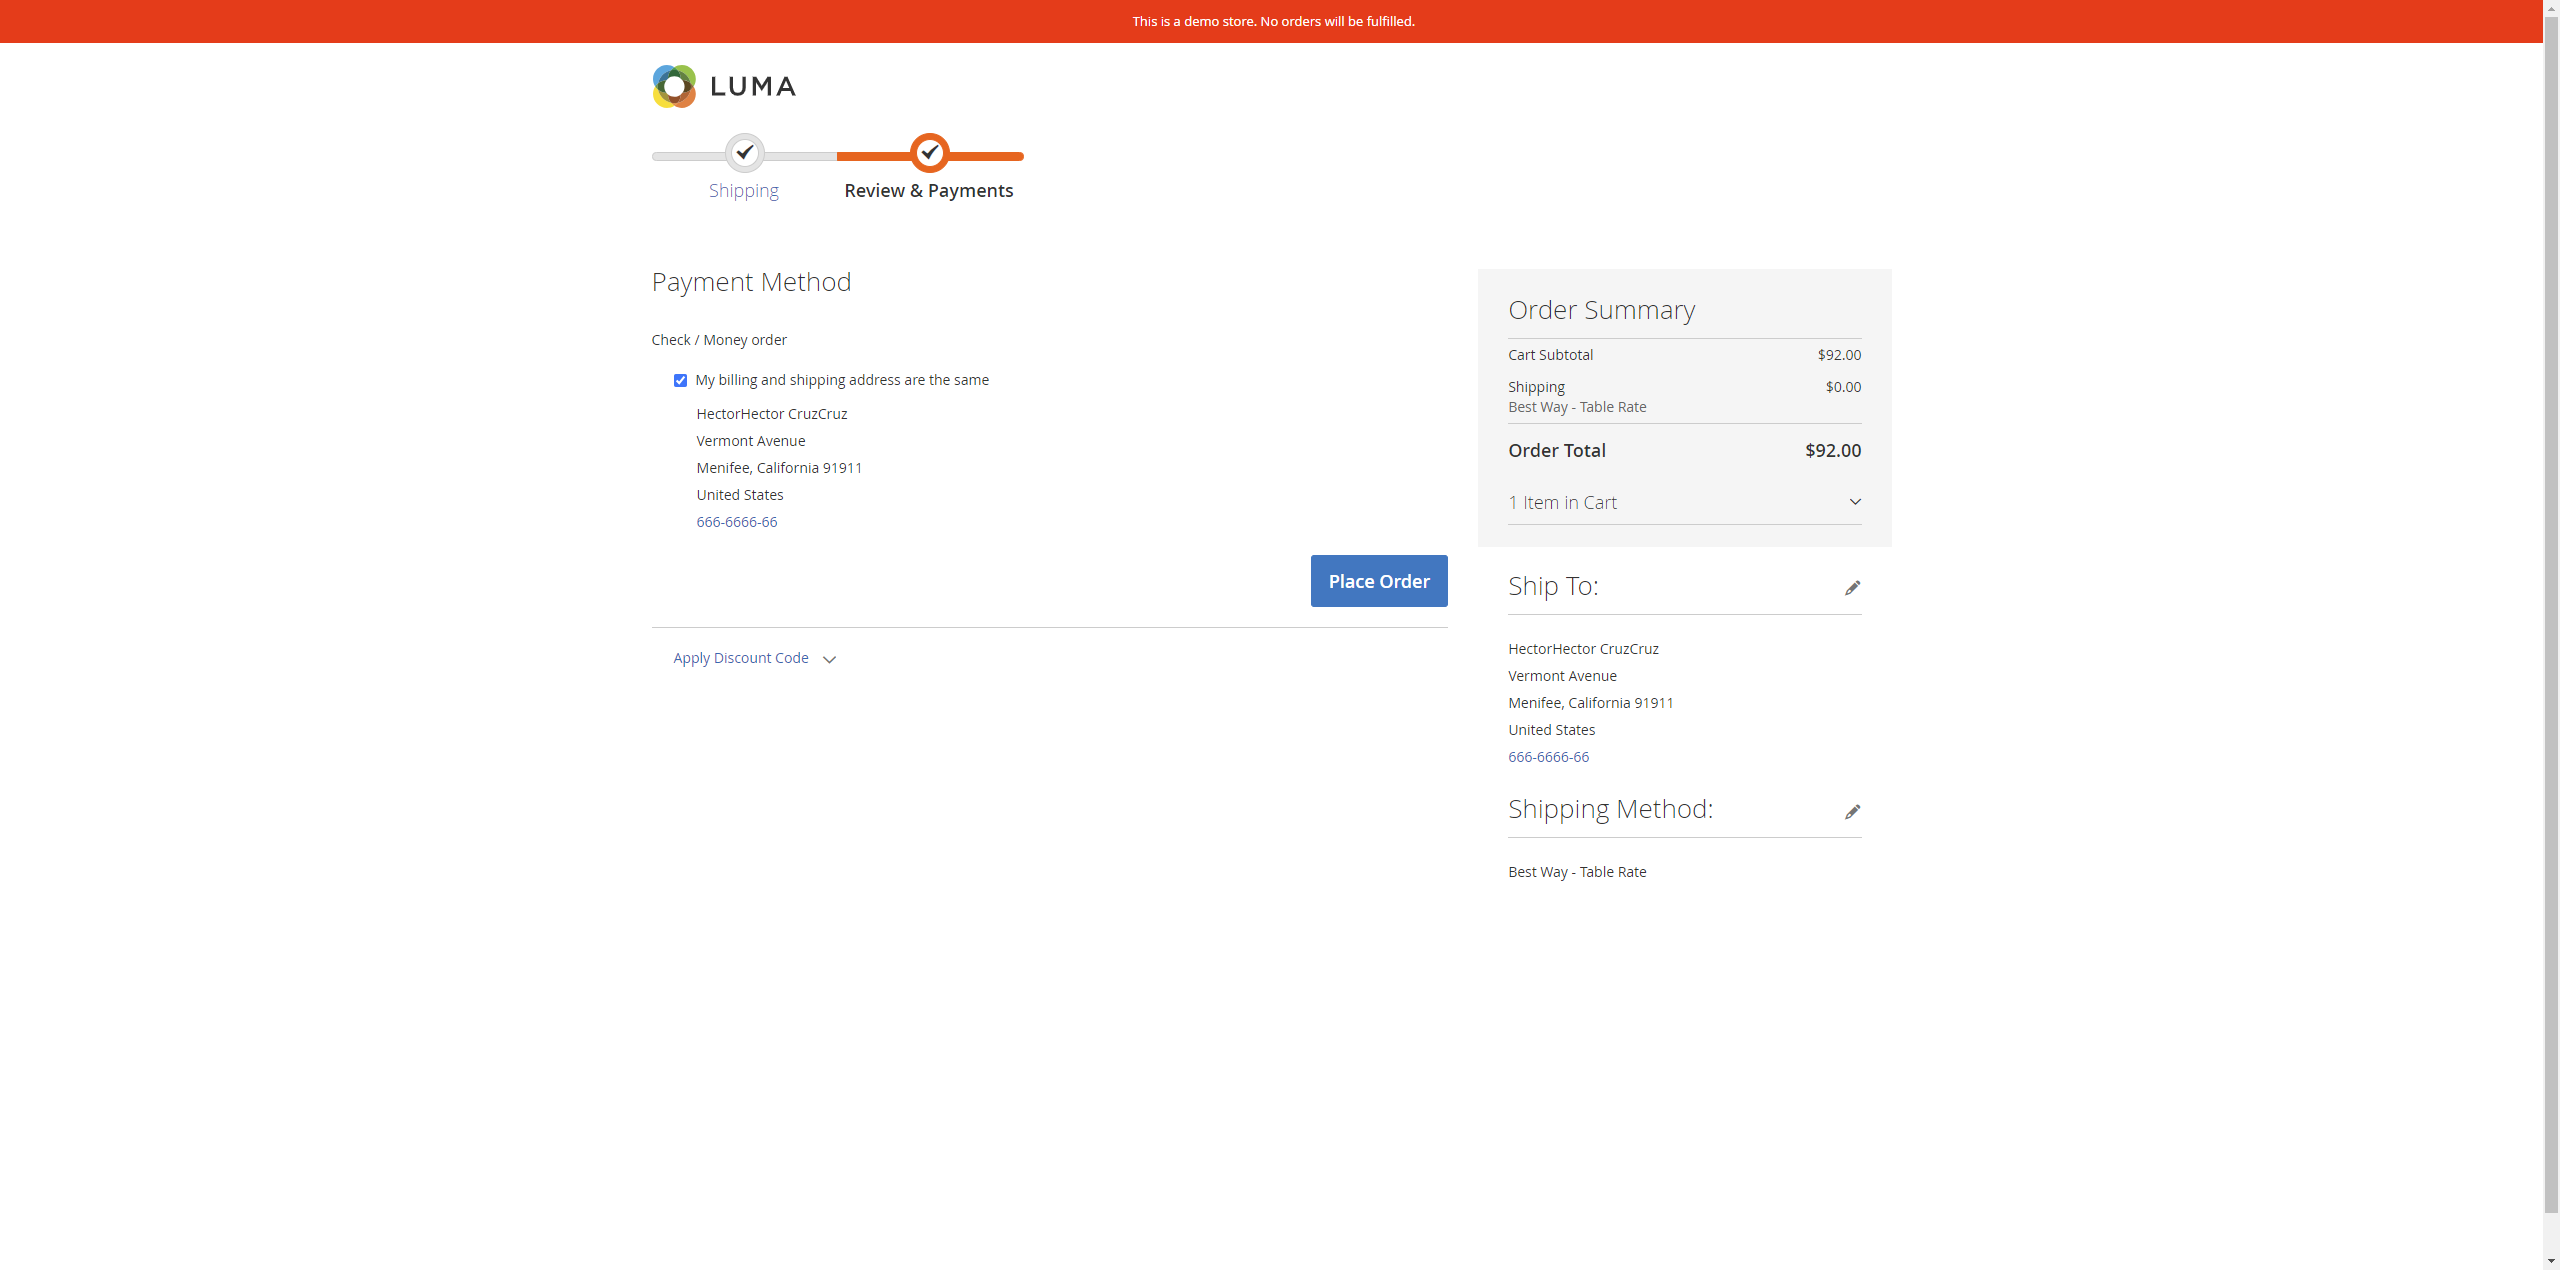 This is a demo store. No orders will be fulfilled.
LUMA
Shipping
Review & Payments
Payment Method
Check / Money order
My billing and shipping address are the same
HectorHector CruzCruz
Vermont Avenue
Menifee, California 91911
United States
666-6666-66
Place Order
Apply Discount Code
Order Summary
Cart Subtotal $92.00
Shipping $0.00
Best Way - Table Rate
Order Total $92.00
1 Item in Cart
Ship To:
HectorHector CruzCruz
Vermont Avenue
Menifee, California 91911
United States
666-6666-66
Shipping Method:
Best Way - Table Rate